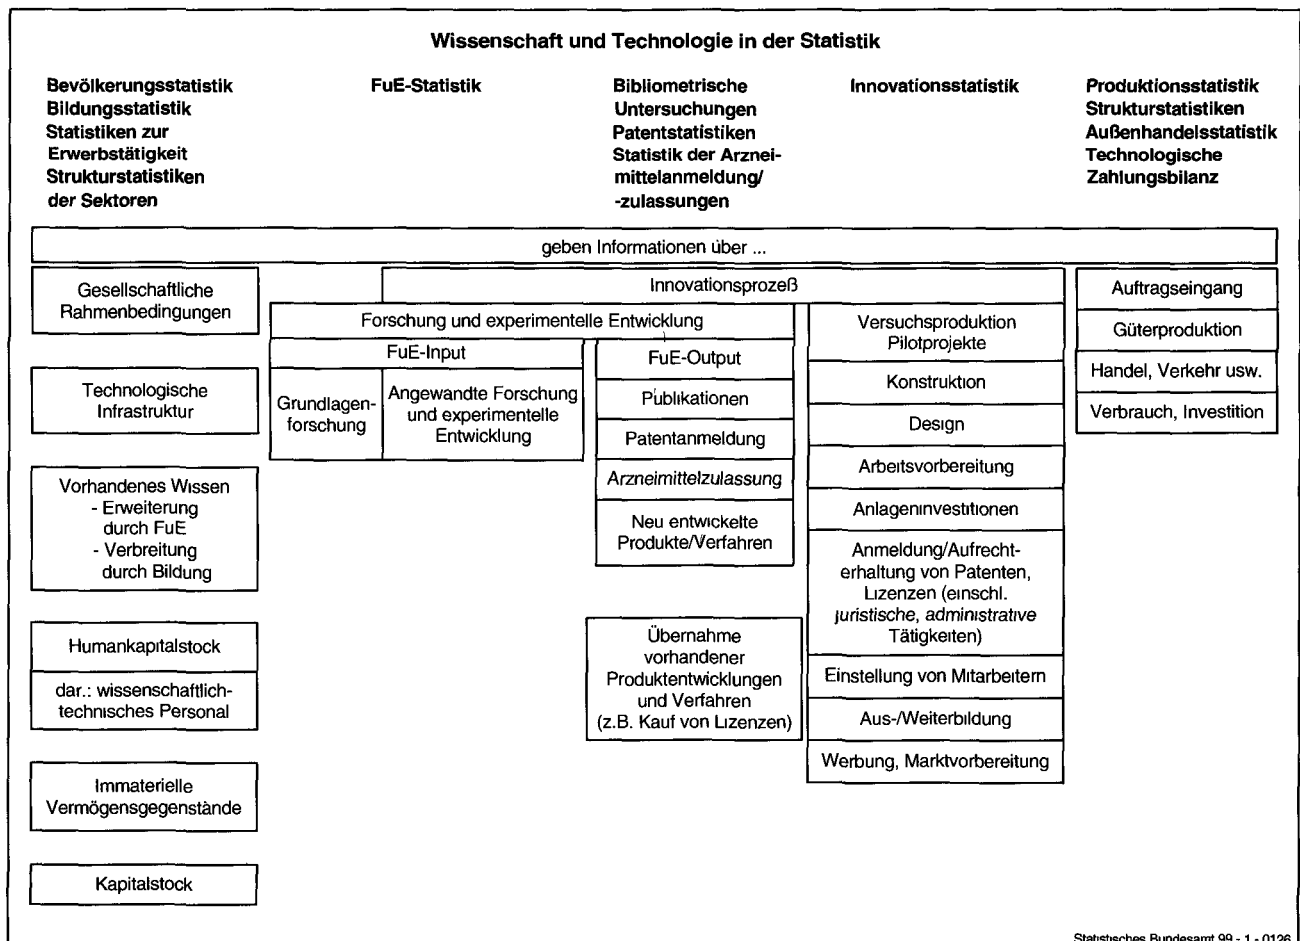 Wissenschaft und Technologie in der Statistik
Bevölkerungsstatistik
Bildungsstatistik
Statistiken zur
Erwerbstätigkeit
Strukturstatistiken
der Sektoren
FuE-Statistik
Bibliometrische
Untersuchungen
Patentstatistiken
Statistik der Arznei-
mittelanmeldung/
-zulassungen
Innovationsstatistik
Produktionsstatistik
Strukturstatistiken
Außenhandelsstatistik
Technologische
Zahlungsbilanz
geben Informationen über ...
Gesellschaftliche
Rahmenbedingungen
Technologische
Infrastruktur
Vorhandenes Wissen
- Erweiterung
durch FuE
- Verbreitung
durch Bildung
Humankapitalstock
dar.: wissenschaftlich-
technisches Personal
Immaterielle
Vermögensgegenstände
Kapitalstock
Innovationsprozeß
Forschung und experimentelle Entwicklung
FuE-Input
Grundlagen-
forschung
Angewandte Forschung
und experimentelle
Entwicklung
FuE-Output
Publikationen
Patentanmeldung
Arzneimittelzulassung
Neu entwickelte
Produkte/Verfahren
Übernahme
vorhandener
Produktentwicklungen
und Verfahren
(z.B. Kauf von Lizenzen)
Versuchsproduktion
Pilotprojekte
Konstruktion
Design
Arbeitsvorbereitung
Anlageninvestitionen
Anmeldung/Aufrecht-
erhaltung von Patenten,
Lizenzen (einschl.
juristische, administrative
Tätigkeiten)
Einstellung von Mitarbeitern
Aus-/Weiterbildung
Werbung, Marktvorbereitung
Auftragseingang
Güterproduktion
Handel, Verkehr usw.
Verbrauch, Investition
Statistisches Bundesamt 99 - 1 - 0126